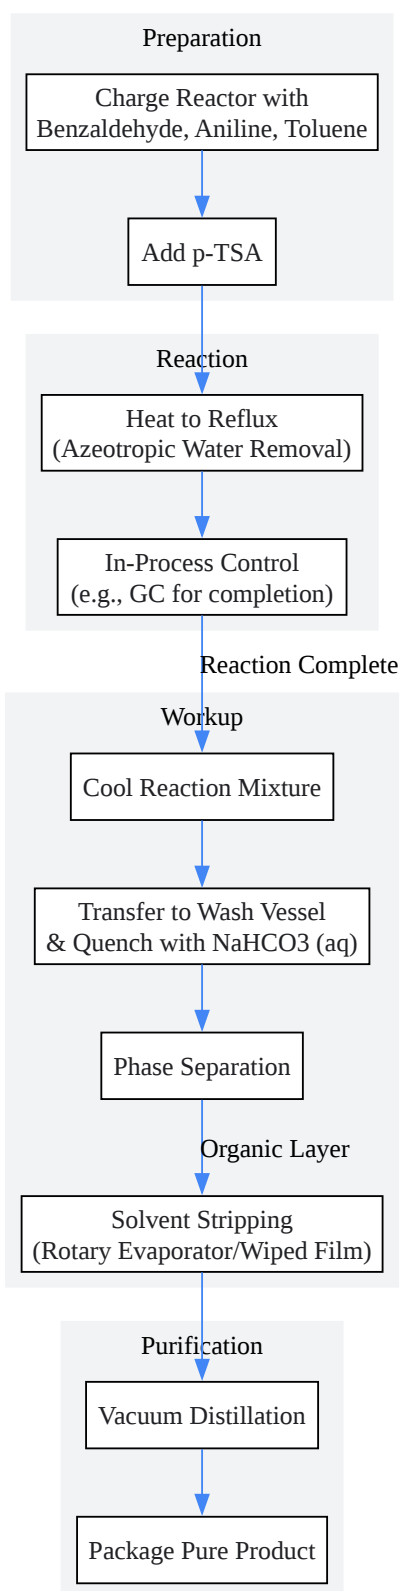 Preparation
Charge Reactor with
Benzaldehyde, Aniline, Toluene
Add p-TSA
Reaction
Heat to Reflux
(Azeotropic Water Removal)
In-Process Control
(e.g., GC for completion)
Reaction Complete
Workup
Cool Reaction Mixture
Transfer to Wash Vessel
& Quench with NaHCO3 (aq)
Phase Separation
Organic Layer
Solvent Stripping
(Rotary Evaporator/Wiped Film)
Purification
Vacuum Distillation
Package Pure Product